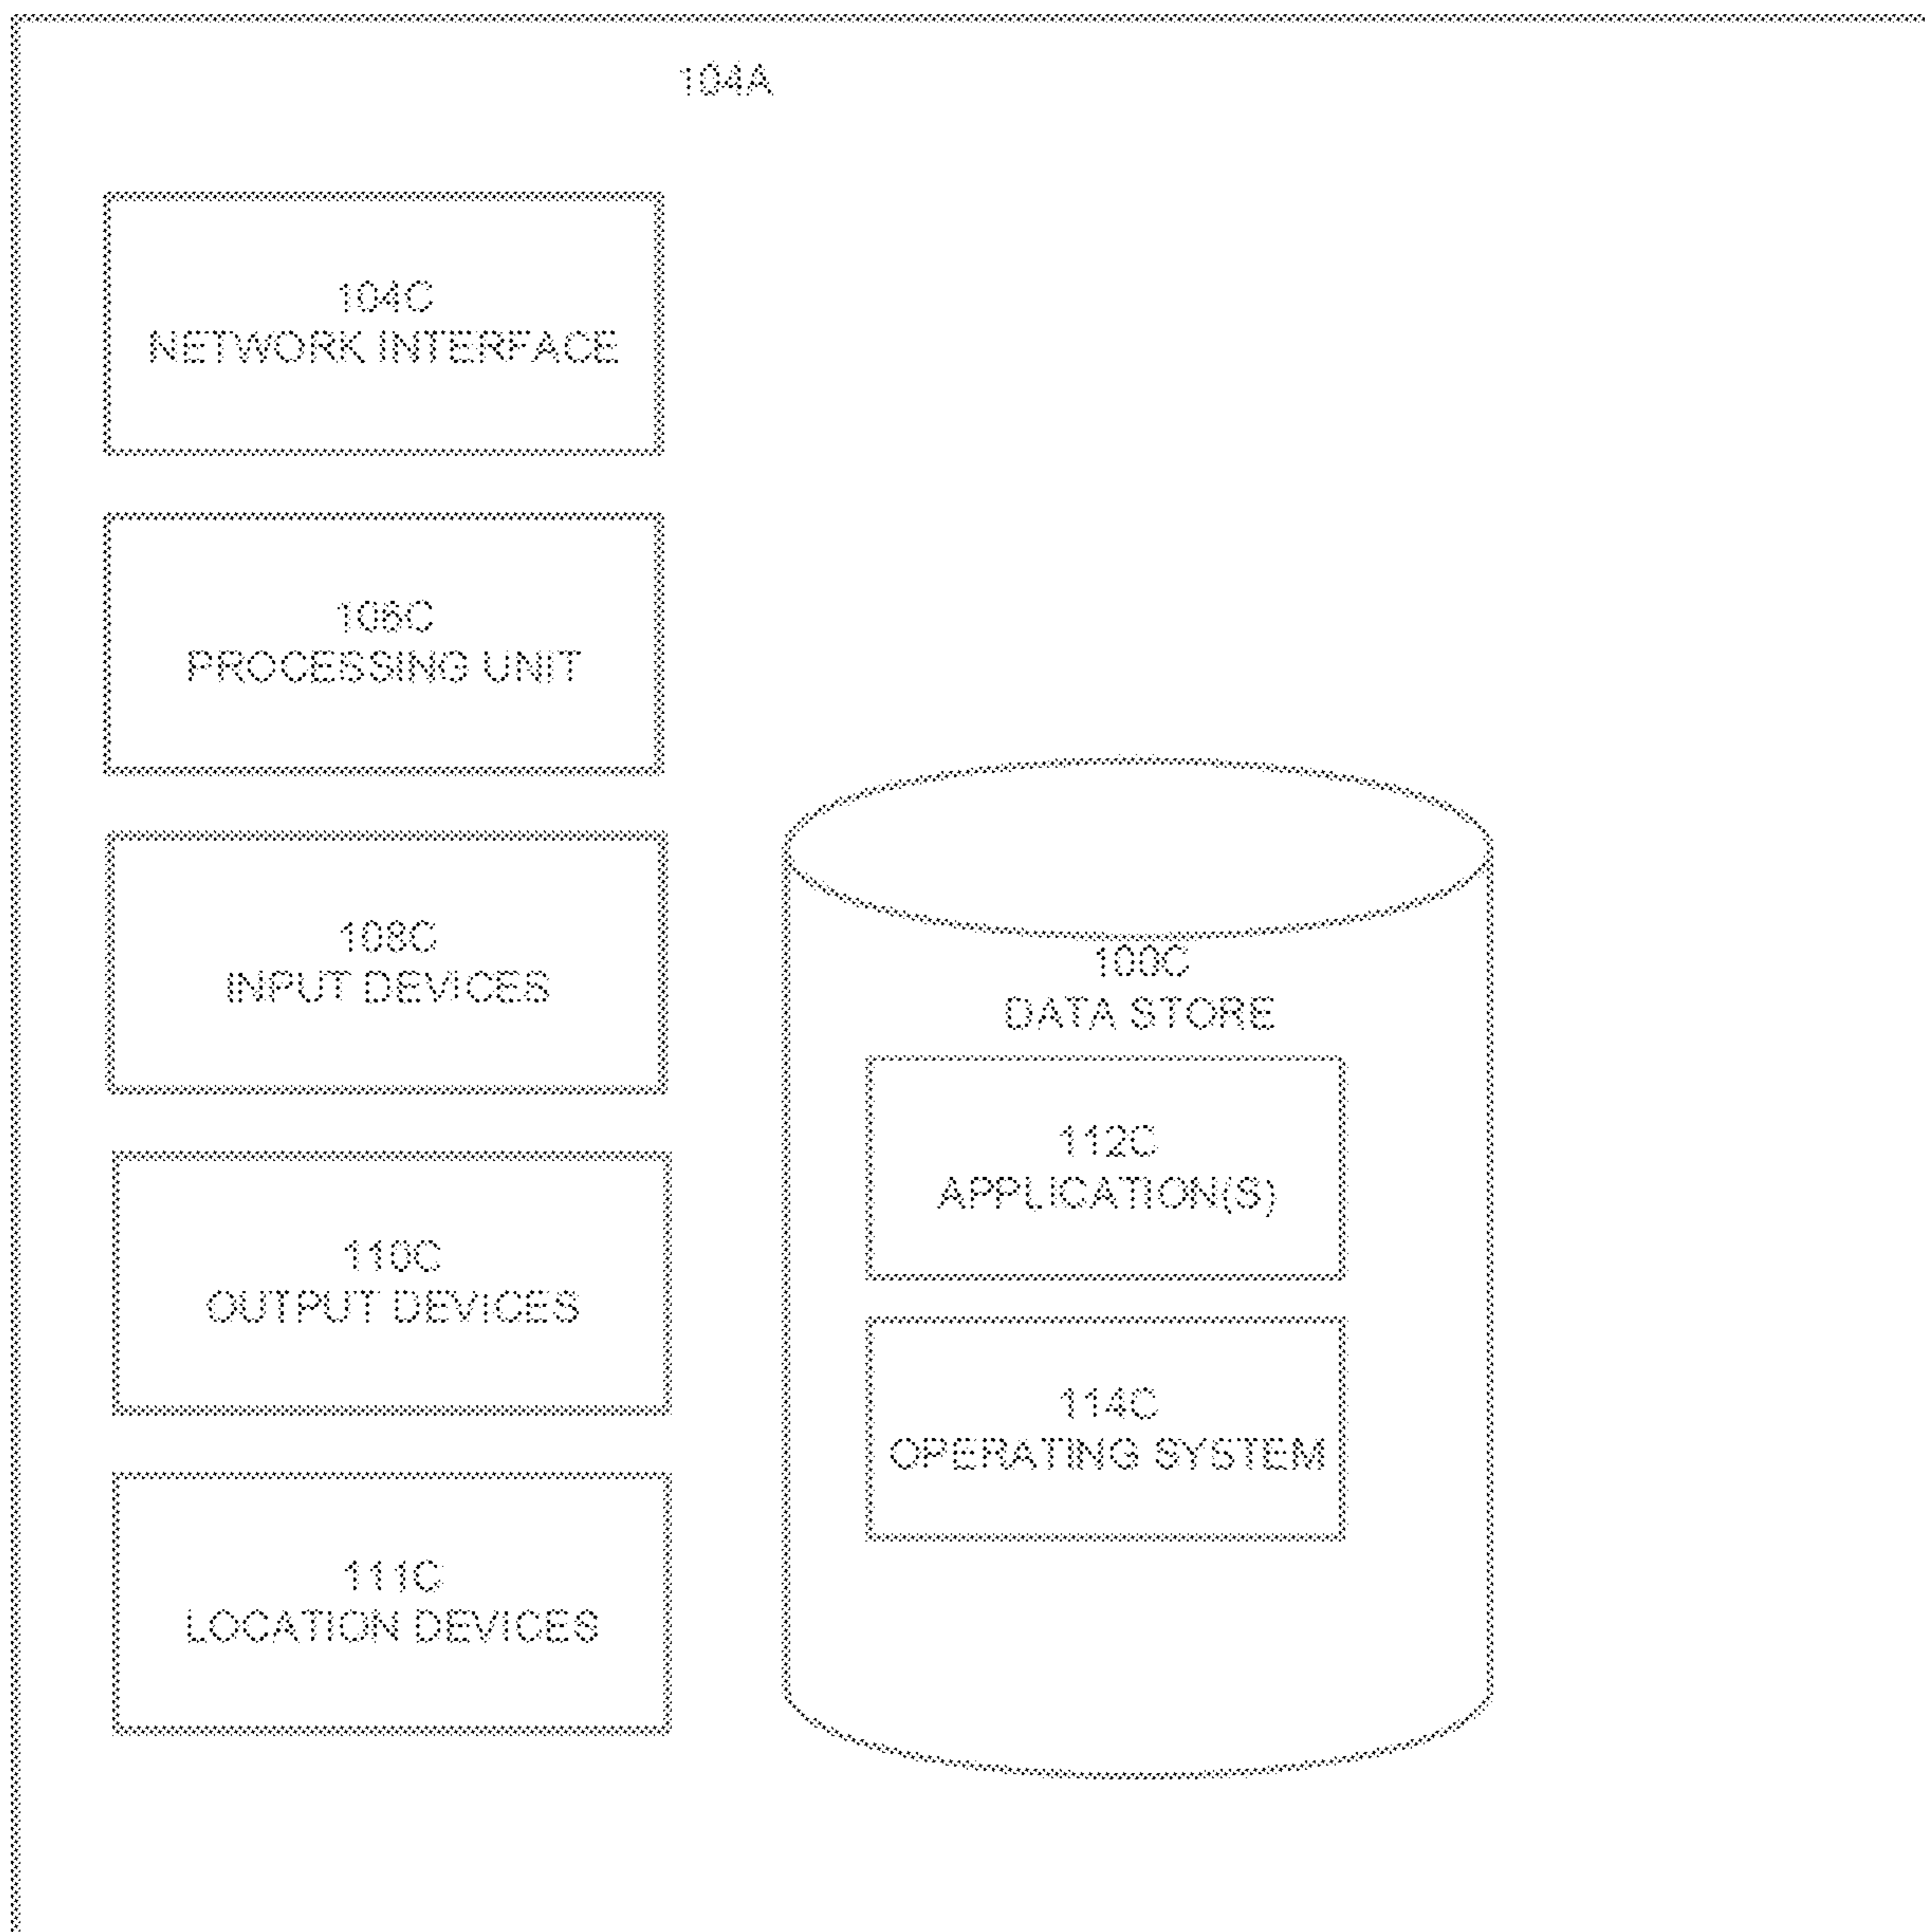 104A
104C
NETWORK INTERFACE
106C
PROCESSING UNIT
108C
INPUT DEVICES
110C
OUTPUT DEVICES
111C
LOCATION DEVICES
100C
DATA STORE
112C
APPLICATION(S)
114C
OPERATING SYSTEM